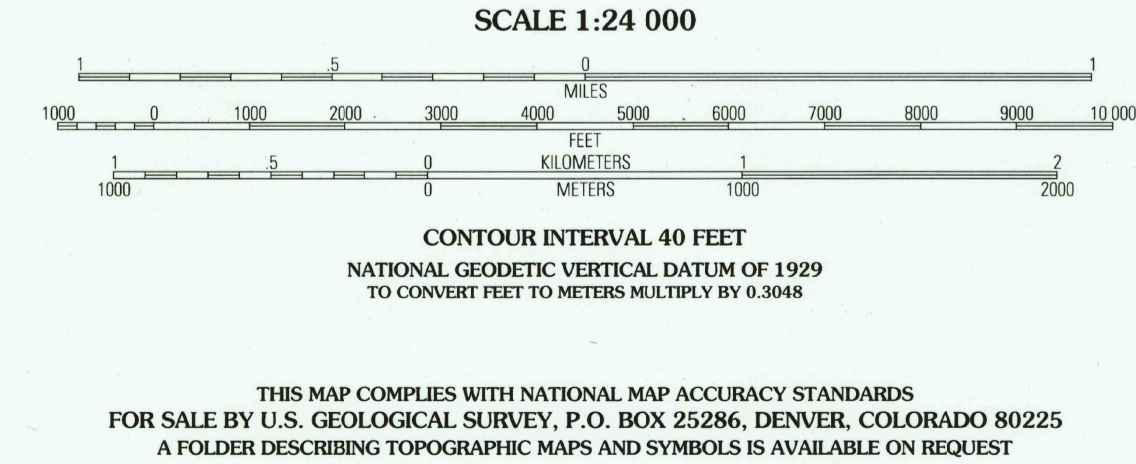 SCALE 1:24 000
1 .5 0 1
MILES
1000 0 1000 2000 3000 4000 5000 6000 7000 8000 9000 10 000
FEET
1 .5 0 KILOMETERS 1 2
1000 0 METERS 1000 2000
CONTOUR INTERVAL 40 FEET
NATIONAL GEODETIC VERTICAL DATUM OF 1929
TO CONVERT FEET TO METERS MULTIPLY BY 0.3048
THIS MAP COMPLIES WITH NATIONAL MAP ACCURACY STANDARDS
FOR SALE BY U.S. GEOLOGICAL SURVEY, P.O. BOX 25286, DENVER, COLORADO 80225
A FOLDER DESCRIBING TOPOGRAPHIC MAPS AND SYMBOLS IS AVAILABLE ON REQUEST